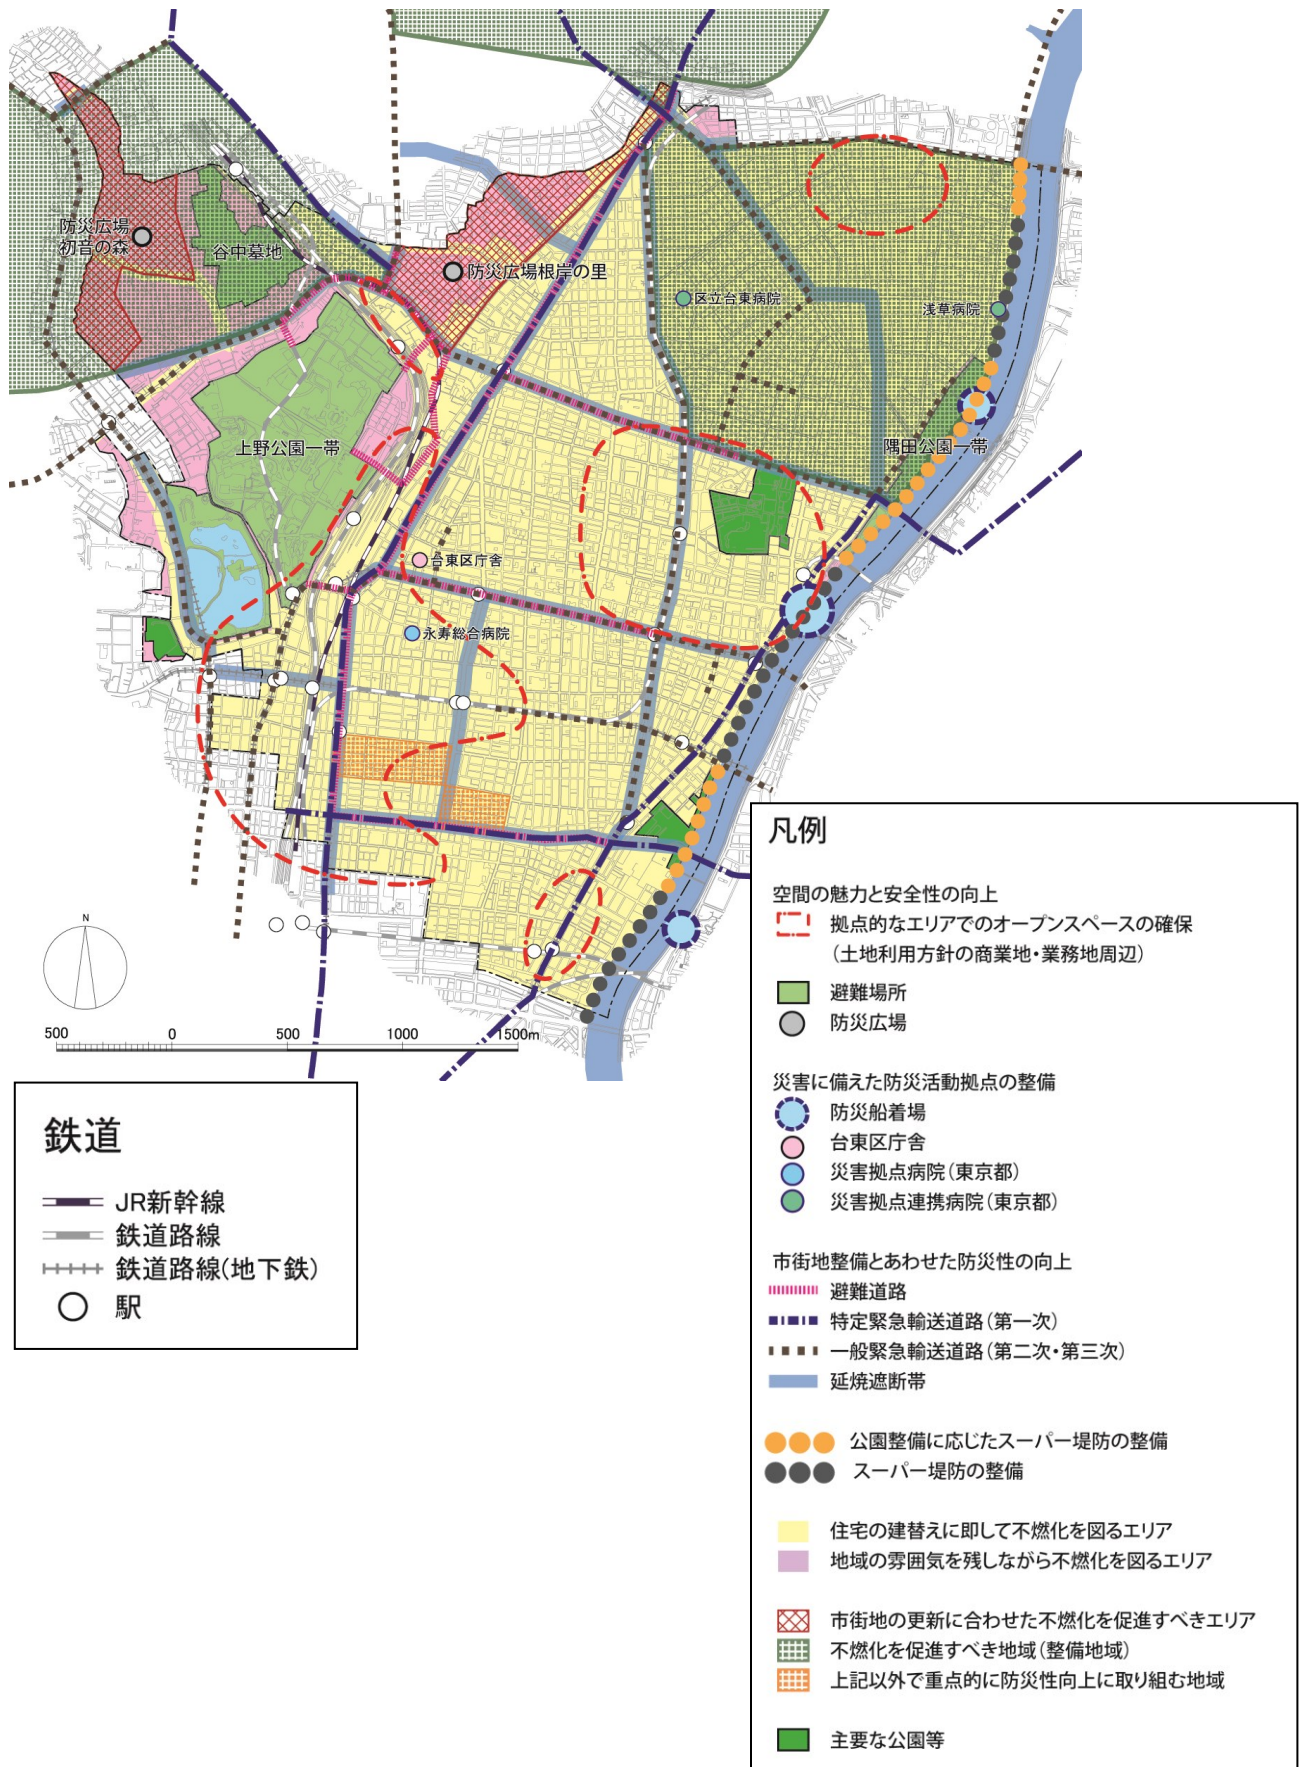 防災広場
初音の森
谷中墓地
防災広場根岸の里
区立台東病院
浅草病院
上野公園一帯
隅田公園一帯
台東区庁舎
永寿総合病院
N
500 0 500 1000 1500m
鉄道
JR新幹線
鉄道路線
鉄道路線(地下鉄)
駅
凡例
空間の魅力と安全性の向上
拠点的なエリアでのオープンスペースの確保
(土地利用方針の商業地・業務地周辺)
避難場所
防災広場
災害に備えた防災活動拠点の整備
防災船着場
台東区庁舎
災害拠点病院(東京都)
災害拠点連携病院(東京都)
市街地整備とあわせた防災性の向上
避難道路
特定緊急輸送道路(第一次)
一般緊急輸送道路(第二次・第三次)
延焼遮断帯
公園整備に応じたスーパー堤防の整備
スーパー堤防の整備
住宅の建替えに即して不燃化を図るエリア
地域の雰囲気を残しながら不燃化を図るエリア
市街地の更新に合わせた不燃化を促進すべきエリア
不燃化を促進すべき地域(整備地域)
上記以外で重点的に防災性向上に取り組む地域
主要な公園等